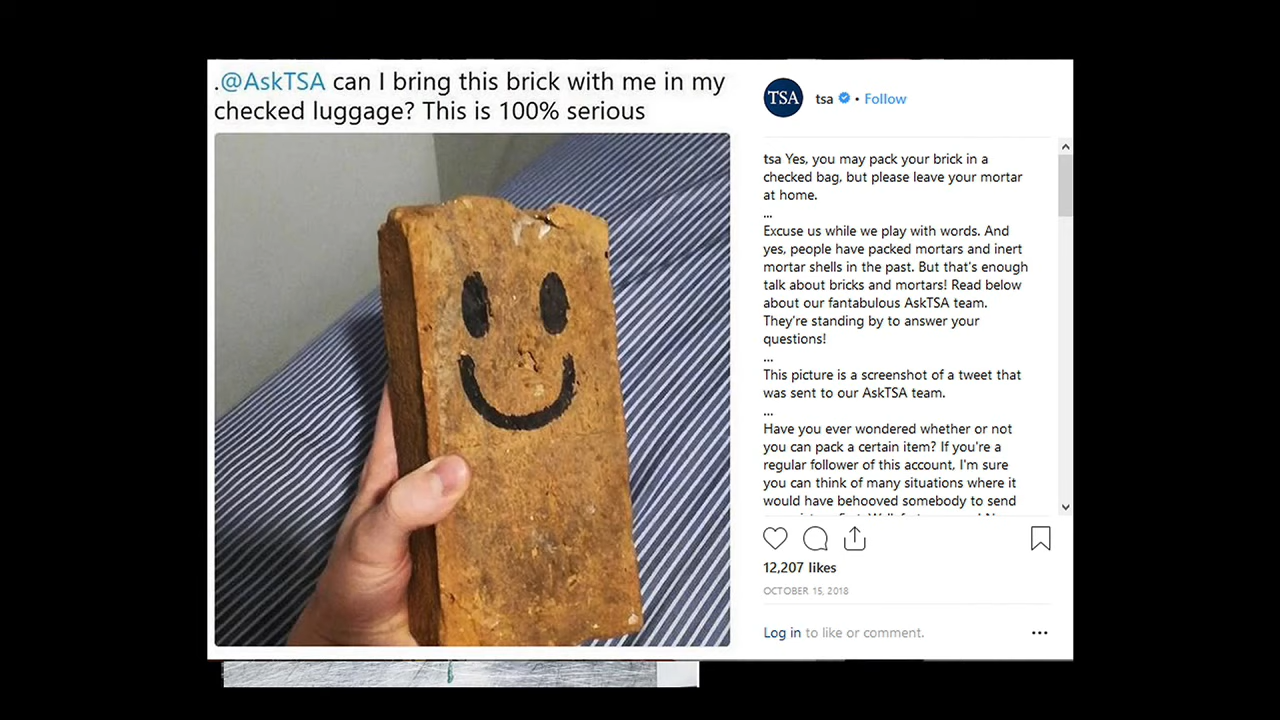 .@AskTSA can I bring this brick with me in my
checked luggage? This is 100% serious
TSA
tsa • Follow
tsa Yes, you may pack your brick in a
checked bag, but please leave your mortar
at home.
...
Excuse us while we play with words. And
yes, people have packed mortars and inert
mortar shells in the past. But that's enough
talk about bricks and mortars! Read below
about our fantabulous AskTSA team.
They're standing by to answer your
questions!
...
This picture is a screenshot of a tweet that
was sent to our AskTSA team.
...
Have you ever wondered whether or not
you can pack a certain item? If you're a
regular follower of this account, I'm sure
you can think of many situations where it
would have behooved somebody to send
12,207 likes
OCTOBER 15, 2018
Log in to like or comment.